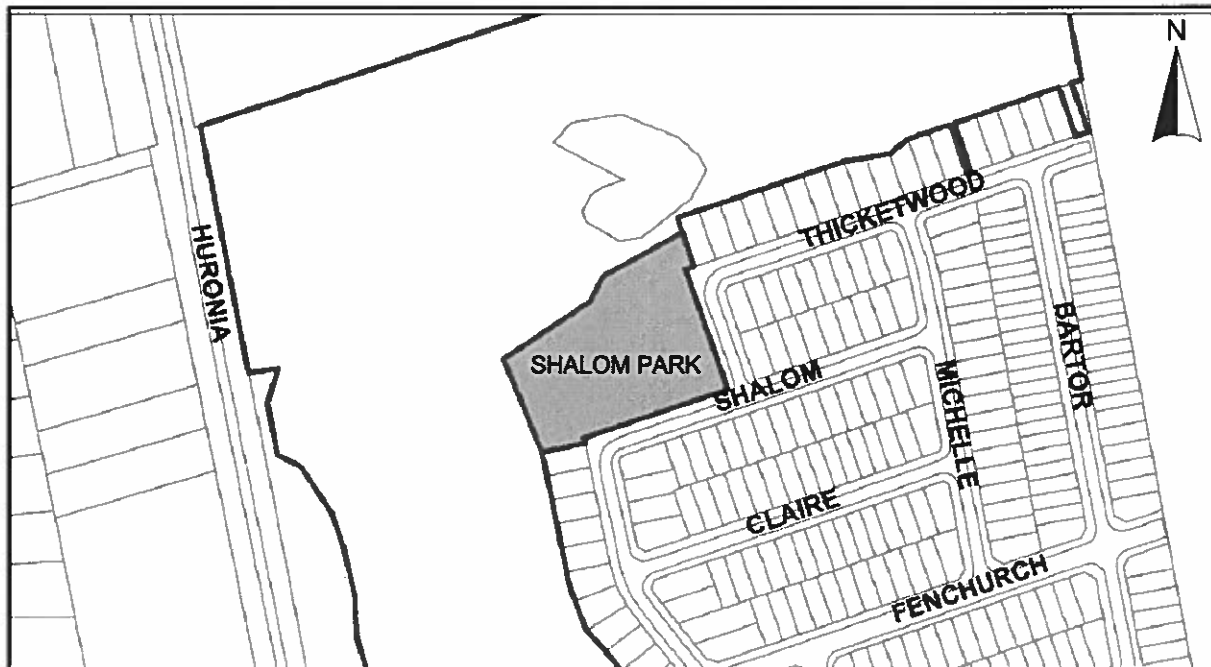 N
THICKETWOOD
HURONIA
BARTOR
SHALOM PARK
SHALOM
MICHELLE
CLAIRE
FENCHURCH